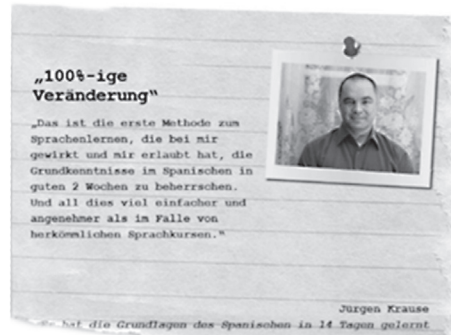 „100%-ige
Veränderung"
„Das ist die erste Methode zum
Sprachenlernen, die bei mir
gewirkt und mir erlaubt hat, die
Grundkenntnisse im Spanischen in
guten 2 Wochen zu beherrschen.
Und all dies viel einfacher und
angenehmer als im Falle von
herkömmlichen Sprachkursen."
Jürgen Krause
hat die Grundlagen des Spanischen in 14 Tagen gelernt